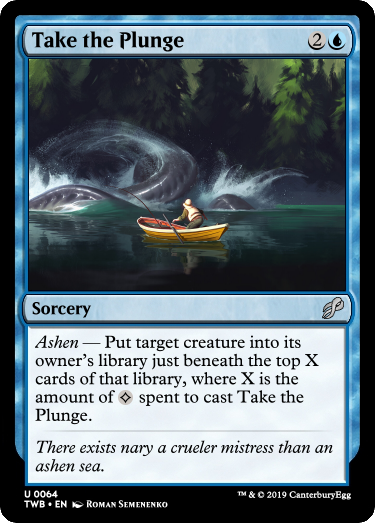 Take the Plunge 2
Sorcery
Ashen — Put target creature into its
owner's library just beneath the top X
cards of that library, where X is the
amount of spent to cast Take the
Plunge.
There exists nary a crueler mistress than an
ashen sea.
U 0064
TWB • EN Roman Semenenko
™ & © 2019 CanterburyEgg